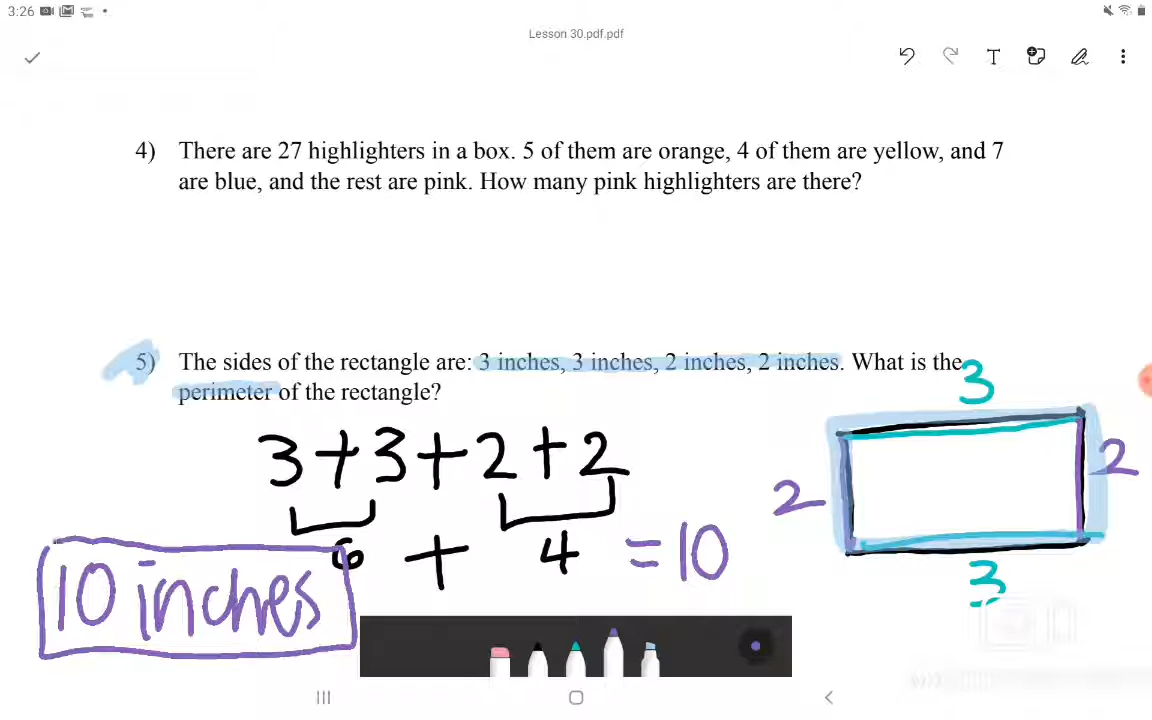 3:26
Lesson 30.pdf.pdf
T
4) There are 27 highlighters in a box. 5 of them are orange, 4 of them are yellow, and 7
are blue, and the rest are pink. How many pink highlighters are there?
5) The sides of the rectangle are: 3 inches, 3 inches, 2 inches, 2 inches. What is the
perimeter of the rectangle?
3
3+3+2+2
2
2
6 + 4 = 10
3
10 inches